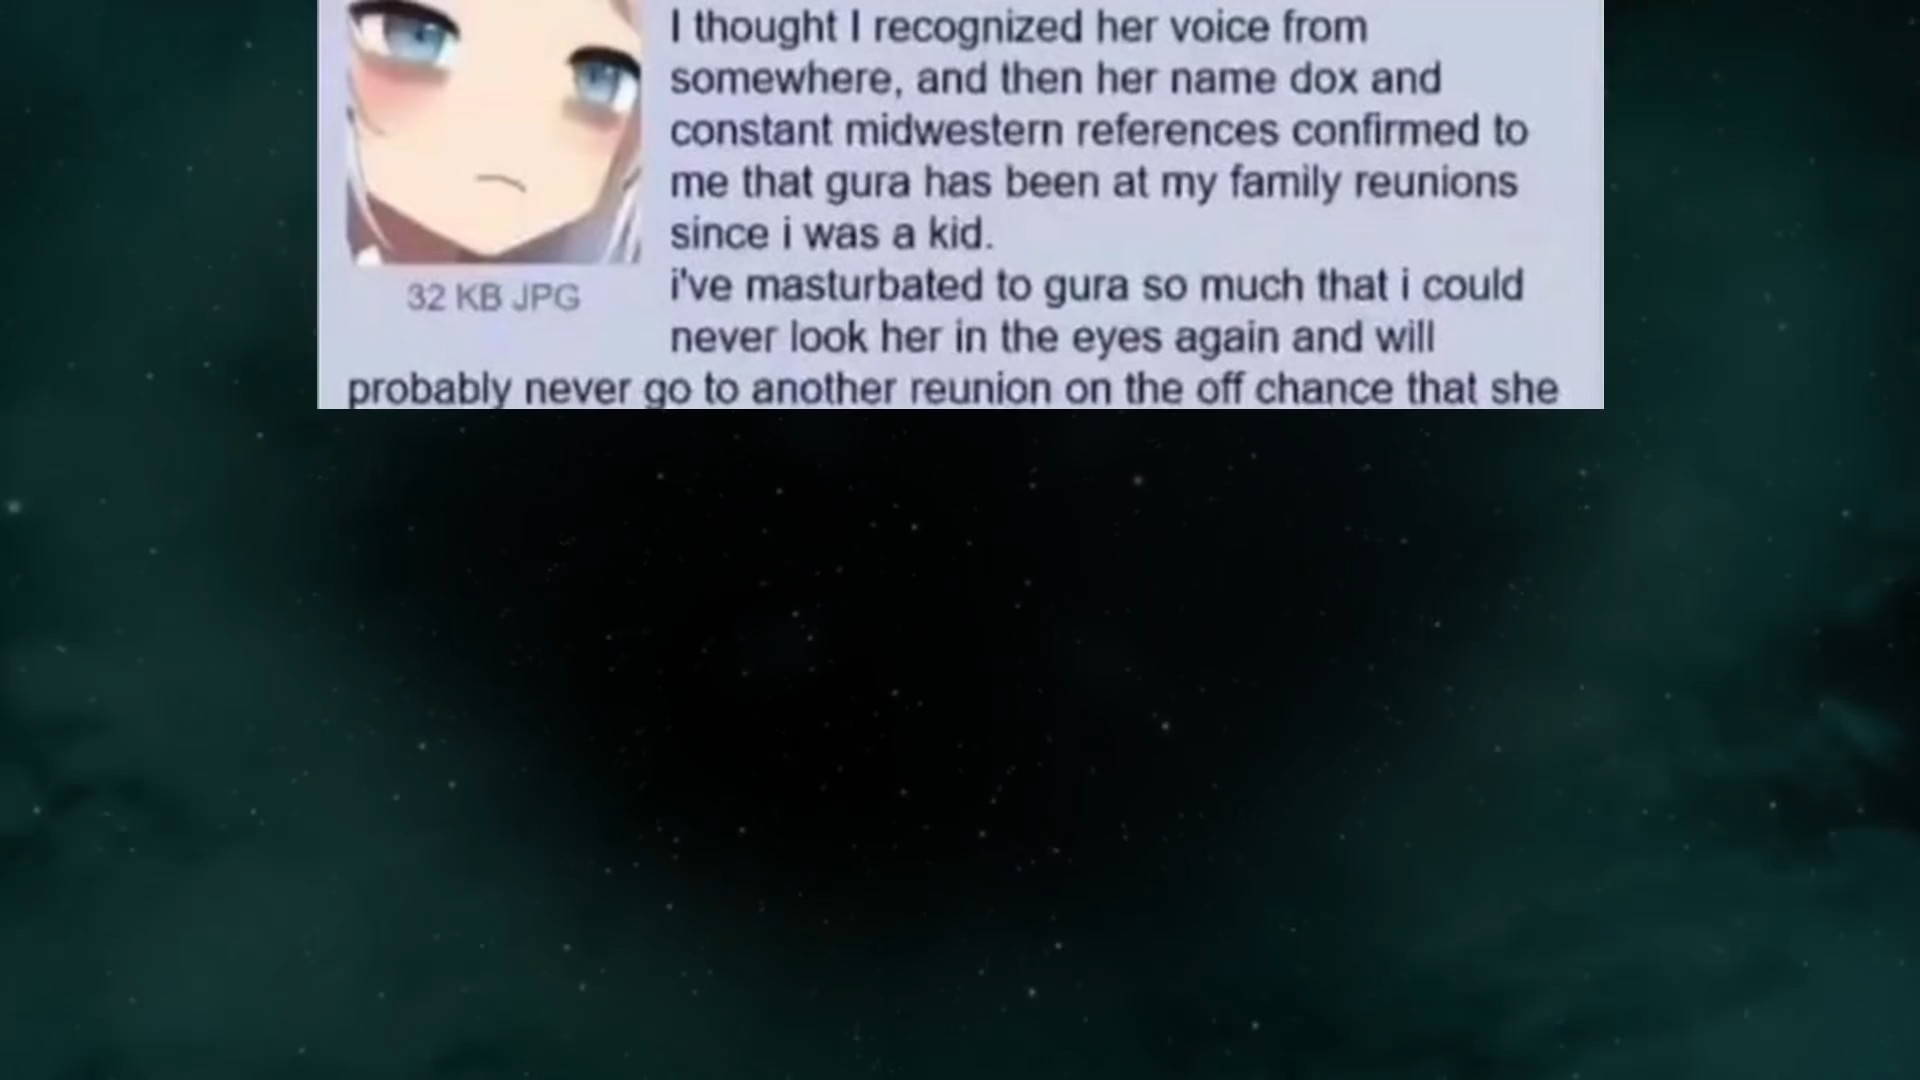 I thought I recognized her voice from
somewhere, and then her name dox and
constant midwestern references confirmed to
me that gura has been at my family reunions
since i was a kid.
i've masturbated to gura so much that i could
never look her in the eyes again and will
probably never go to another reunion on the off chance that she
32 KB JPG